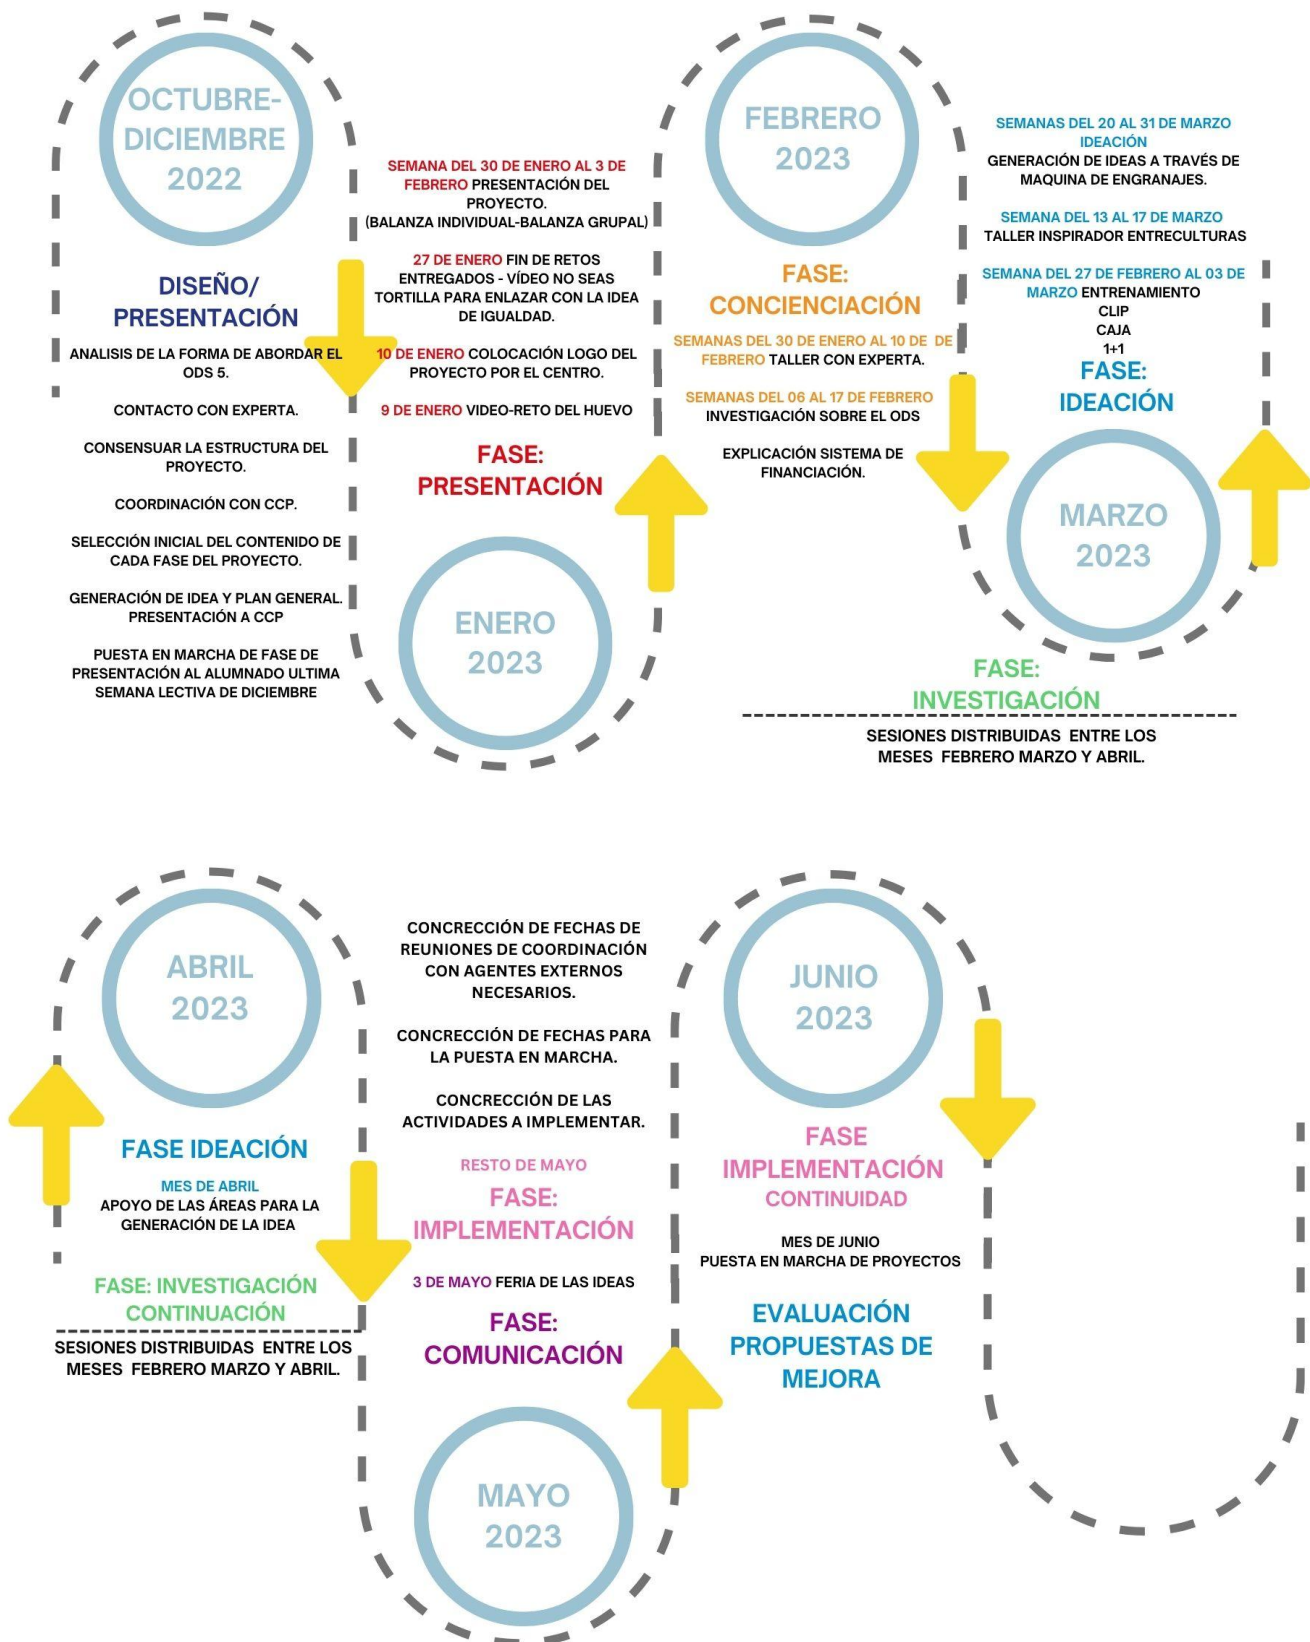 OCTUBRE-
DICIEMBRE
2022
DISEÑO/
PRESENTACIÓN
ANALISIS DE LA FORMA DE ABORDAR EL
ODS 5.
CONTACTO CON EXPERTA.
CONSENSUAR LA ESTRUCTURA DEL
PROYECTO.
COORDINACIÓN CON CCP.
SELECCIÓN INICIAL DEL CONTENIDO DE
CADA FASE DEL PROYECTO.
GENERACIÓN DE IDEA Y PLAN GENERAL.
PRESENTACIÓN A CCP
PUESTA EN MARCHA DE FASE DE
PRESENTACIÓN AL ALUMNADO ULTIMA
SEMANA LECTIVA DE DICIEMBRE
SEMANA DEL 30 DE ENERO AL 3 DE
FEBRERO PRESENTACIÓN DEL
PROYECTO.
(BALANZA INDIVIDUAL-BALANZA GRUPAL)
27 DE ENERO FIN DE RETOS
ENTREGADOS - VÍDEO NO SEAS
TORTILLA PARA ENLAZAR CON LA IDEA
DE IGUALDAD.
10 DE ENERO COLOCACIÓN LOGO DEL
PROYECTO POR EL CENTRO.
9 DE ENERO VIDEO-RETO DEL HUEVO
FASE:
PRESENTACIÓN
ENERO
2023
FEBRERO
2023
FASE:
CONCIENCIACIÓN
SEMANAS DEL 30 DE ENERO AL 10 DE  DE
FEBRERO TALLER CON EXPERTA.
SEMANAS DEL 06 AL 17 DE FEBRERO
INVESTIGACIÓN SOBRE EL ODS
EXPLICACIÓN SISTEMA DE
FINANCIACIÓN.
SEMANAS DEL 20 AL 31 DE MARZO
IDEACIÓN
GENERACIÓN DE IDEAS A TRAVÉS DE
MAQUINA DE ENGRANAJES.
SEMANA DEL 13 AL 17 DE MARZO
TALLER INSPIRADOR ENTRECULTURAS
SEMANA DEL 27 DE FEBRERO AL 03 DE
MARZO ENTRENAMIENTO
CLIP
CAJA
1+1
FASE:
IDEACIÓN
MARZO
2023
FASE:
INVESTIGACIÓN
SESIONES DISTRIBUIDAS  ENTRE LOS
MESES  FEBRERO MARZO Y ABRIL.
ABRIL
2023
FASE IDEACIÓN
MES DE ABRIL
APOYO DE LAS ÁREAS PARA LA
GENERACIÓN DE LA IDEA
FASE: INVESTIGACIÓN
CONTINUACIÓN
SESIONES DISTRIBUIDAS  ENTRE LOS
MESES  FEBRERO MARZO Y ABRIL.
CONCRECCIÓN DE FECHAS DE
REUNIONES DE COORDINACIÓN
CON AGENTES EXTERNOS
NECESARIOS.
CONCRECCIÓN DE FECHAS PARA
LA PUESTA EN MARCHA.
CONCRECCIÓN DE LAS
ACTIVIDADES A IMPLEMENTAR.
RESTO DE MAYO
FASE:
IMPLEMENTACIÓN
3 DE MAYO FERIA DE LAS IDEAS
FASE:
COMUNICACIÓN
MAYO
2023
JUNIO
2023
FASE
IMPLEMENTACIÓN
CONTINUIDAD
MES DE JUNIO
PUESTA EN MARCHA DE PROYECTOS
EVALUACIÓN
PROPUESTAS DE
MEJORA